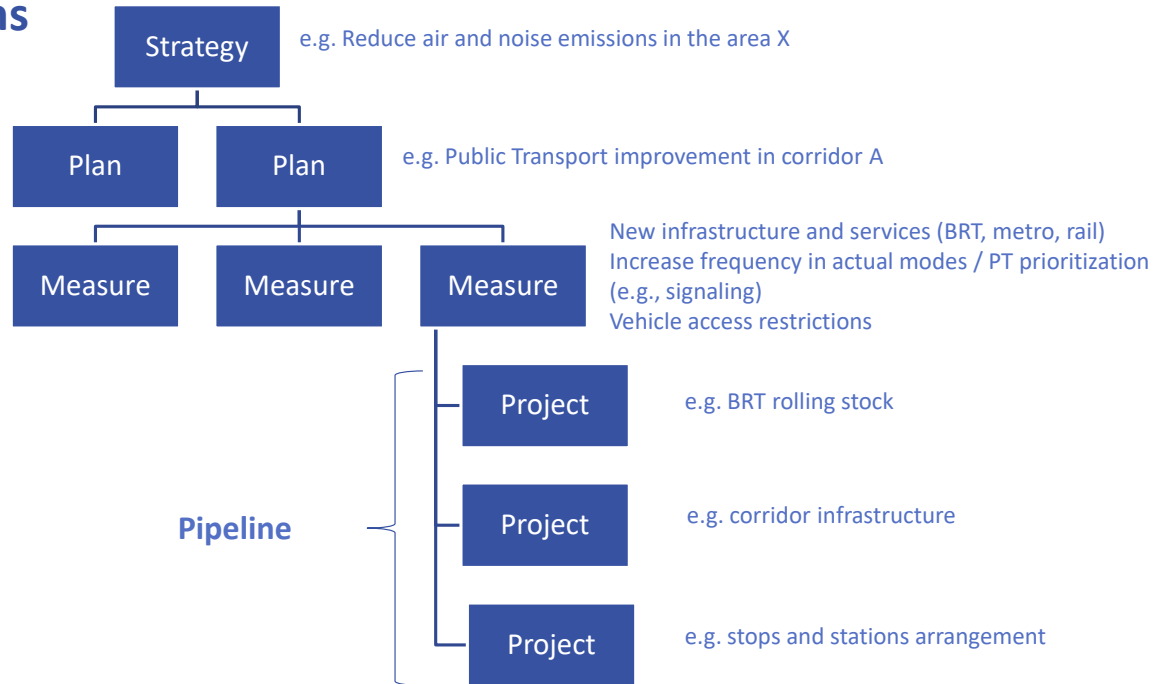 ns
Strategy
e.g. Reduce air and noise emissions in the area X
Plan
Plan
e.g. Public Transport improvement in corridor A
Measure
Measure
Measure
New infrastructure and services (BRT, metro, rail)
Increase frequency in actual modes / PT prioritization
(e.g., signaling)
Vehicle access restrictions
Project
e.g. BRT rolling stock
Pipeline
Project
e.g. corridor infrastructure
Project
e.g. stops and stations arrangement